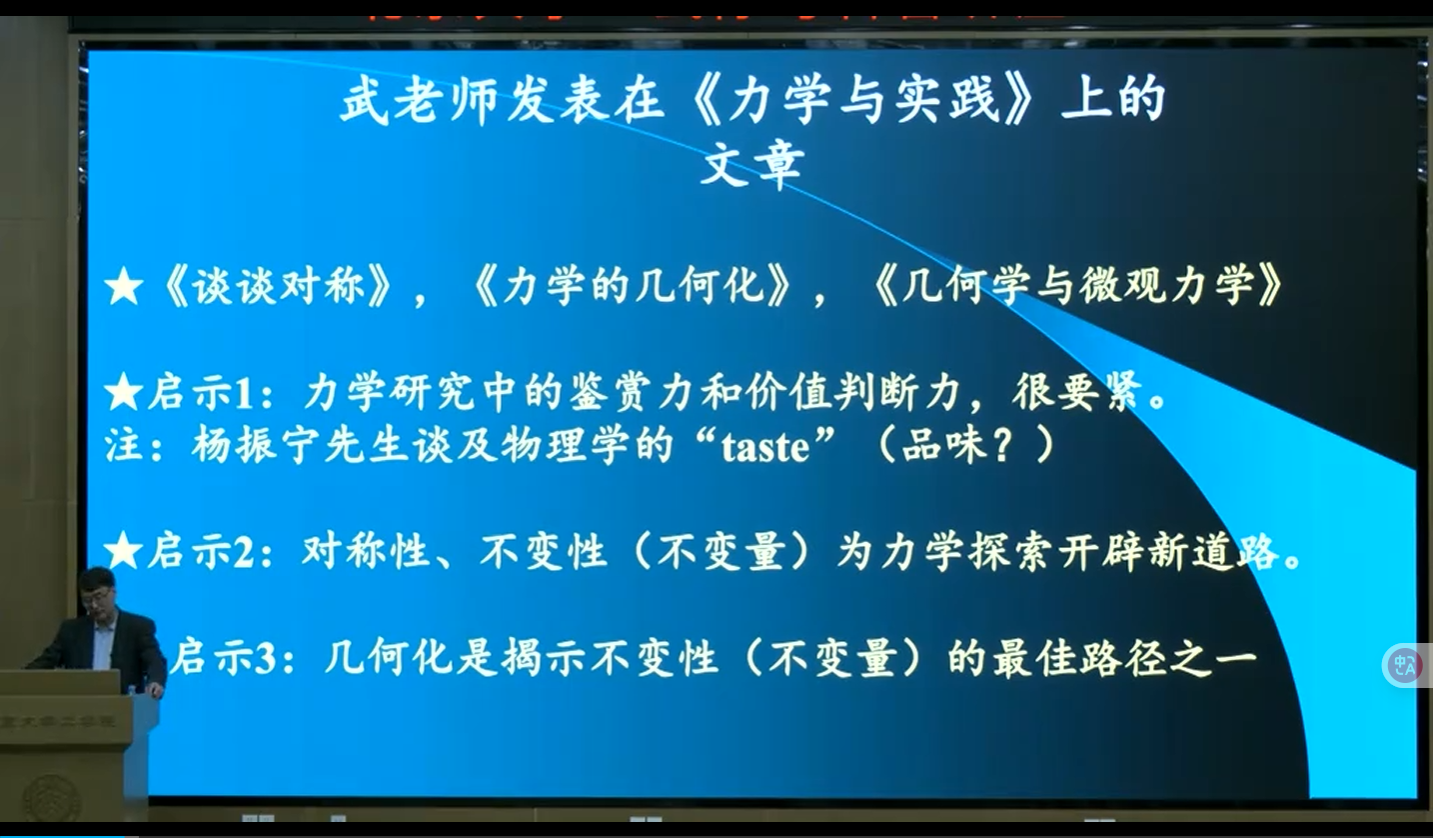 武老师发表在《力学与实践》上的
文章
★《谈谈对称》，《力学的几何化》，《几何学与微观力学》
★启示1：力学研究中的鉴赏力和价值判断力，很要紧。
注：杨振宁先生谈及物理学的“taste”（品味？）
★启示2：对称性、不变性（不变量）为力学探索开辟新道路。
启示3：几何化是揭示不变性（不变量）的最佳路径之一
大学工学院